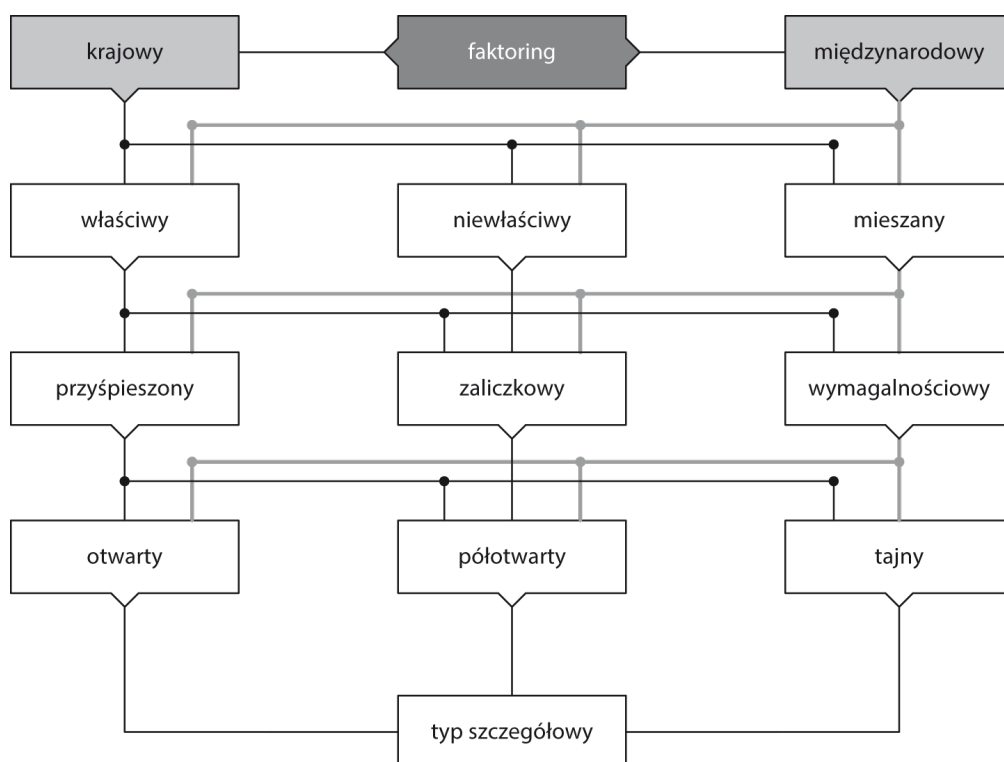 krajowy
faktoring
międzynarodowy
właściwy
niewłaściwy
mieszany
przyśpieszony
zaliczkowy
wymagalnościowy
otwarty
półotwarty
tajny
typ szczegółowy